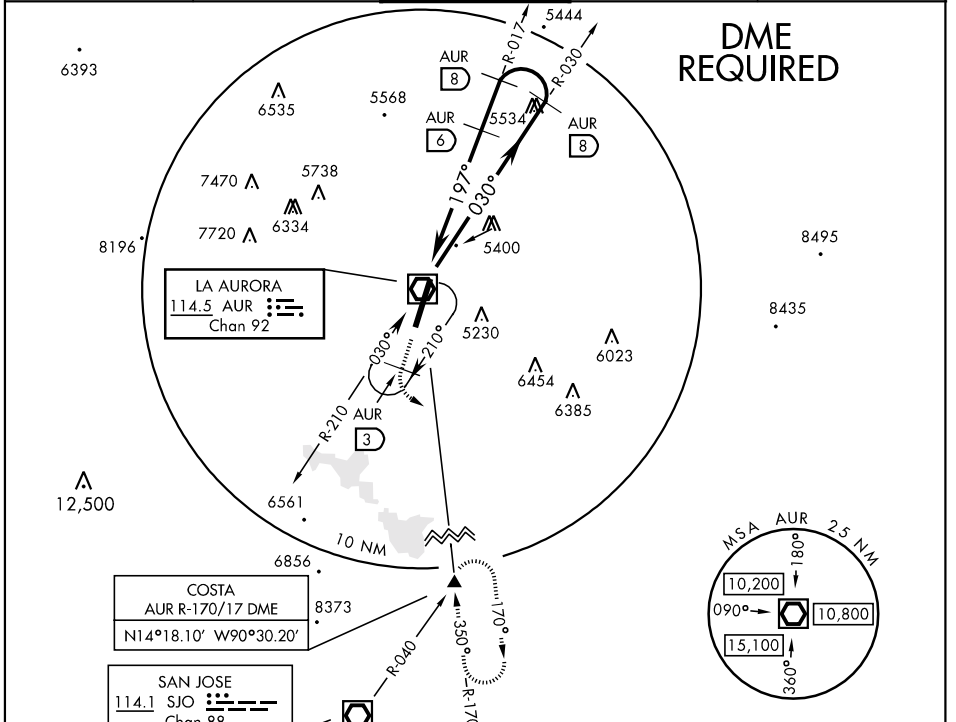 DME
REQUIRED
5444
R-017
R-030
6393
AUR
8
6535
5568
5534
AUR
6
AUR
8
197°
030°
7470
5738
6334
7720
8196
5400
8495
LA AURORA
114.5 AUR
Chan 92
5230
8435
6023
030°
210°
6454
6385
R-210
AUR
3
12,500
6561
10 NM
6856
MSA AUR 25 NM
180°
10,200
090°
10,800
15,100
360°
COSTA
AUR R-170/17 DME
N14°18.10' W90°30.20'
8373
170°
350°
R-040
R-170
SAN JOSE
114.1 SJO
Chan 88